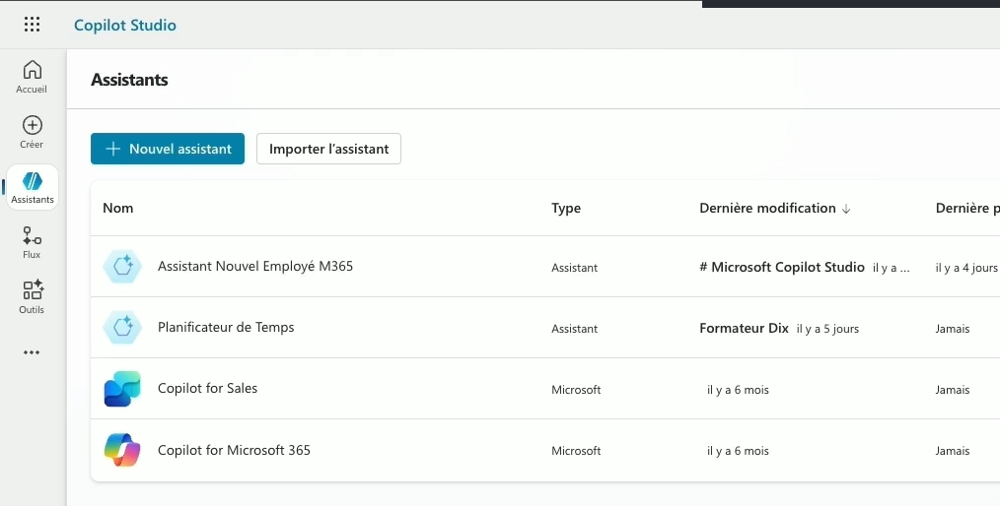 Copilot Studio
Accueil
Créer
Assistants
Flux
Outils
Assistants
Nouvel assistant Importer l’assistant
Nom Type Dernière modification ↓ Dernière p
Assistant Nouvel Employé M365 Assistant # Microsoft Copilot Studio il y a ... il y a 4 jours
Planificateur de Temps Assistant Formateur Dix il y a 5 jours Jamais
Copilot for Sales Microsoft il y a 6 mois Jamais
Copilot for Microsoft 365 Microsoft il y a 6 mois Jamais